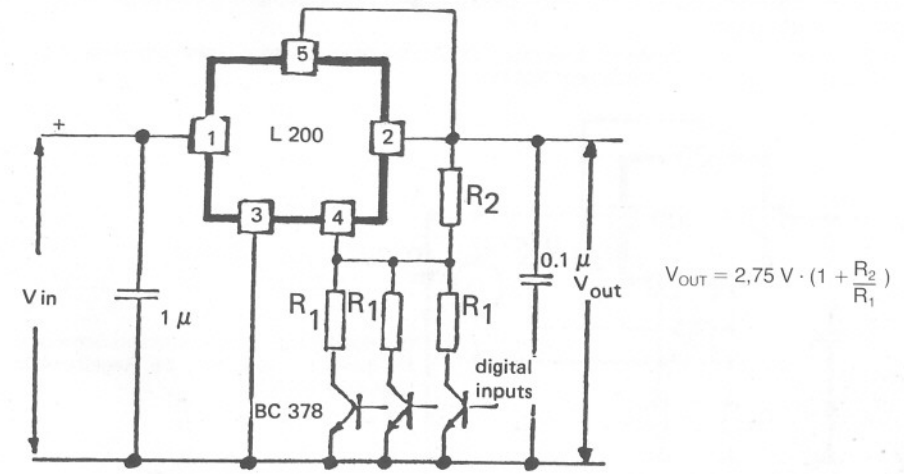 5
+
1
L 200
2
3
4
R2
0.1 µ
Vin
1 µ
R1
R1
R1
Vout
VOUT = 2,75 V · (1 + R2/R1)
digital
inputs
BC 378